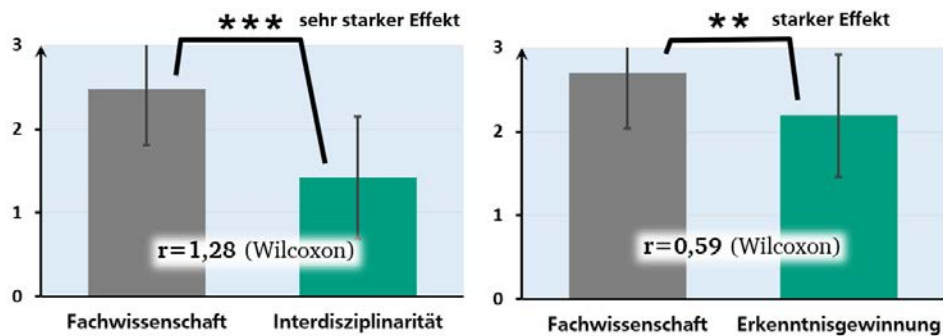 *** sehr starker Effekt
3
2
1
0
r=1,28 (Wilcoxon)
Fachwissenschaft Interdisziplinarität
** starker Effekt
3
2
1
0
r=0,59 (Wilcoxon)
Fachwissenschaft Erkenntnisgewinnung